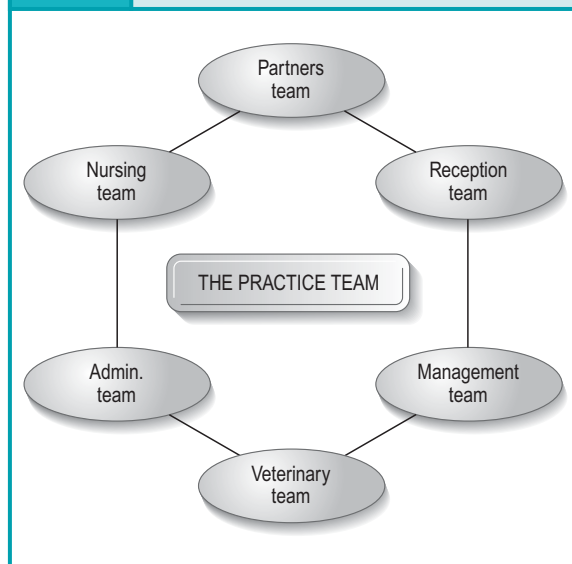 Partners
team
Nursing
team
Reception
team
THE PRACTICE TEAM
Admin.
team
Management
team
Veterinary
team